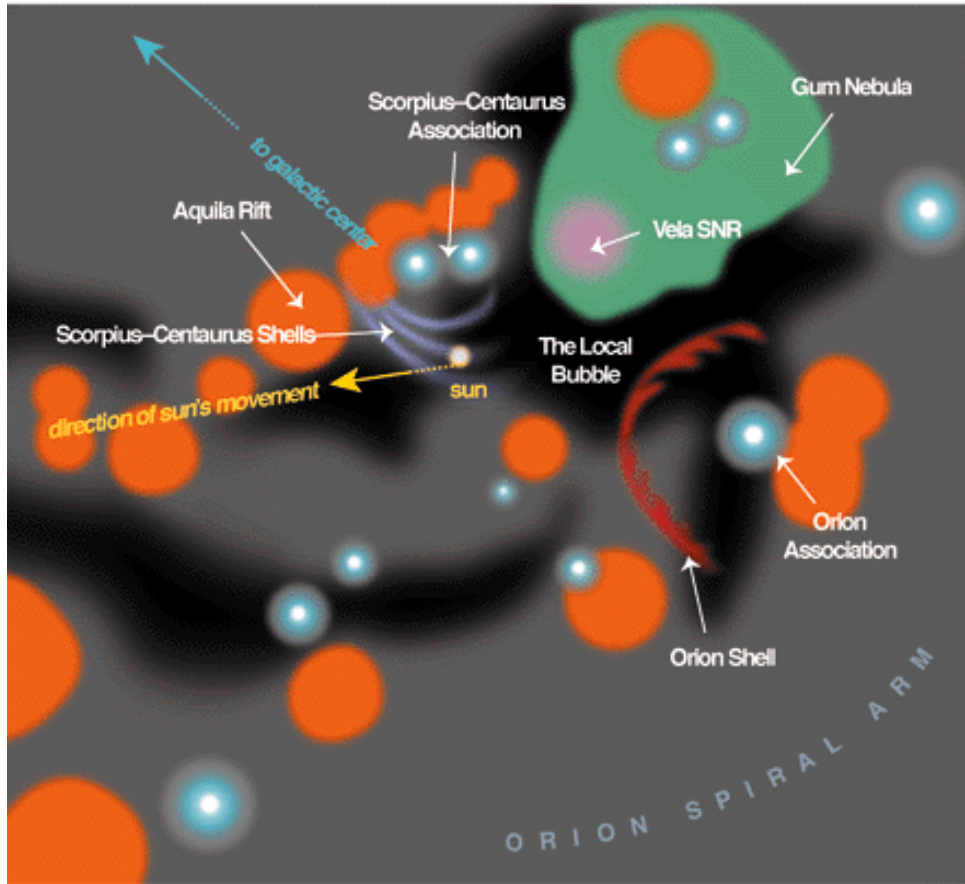 Scorpius–Centaurus
Association
Gum Nebula
to galactic center
Aquila Rift
Vela SNR
Scorpius–Centaurus Shells
The Local
Bubble
sun
direction of sun's movement
Orion
Association
Orion Shell
ORION SPIRAL ARM